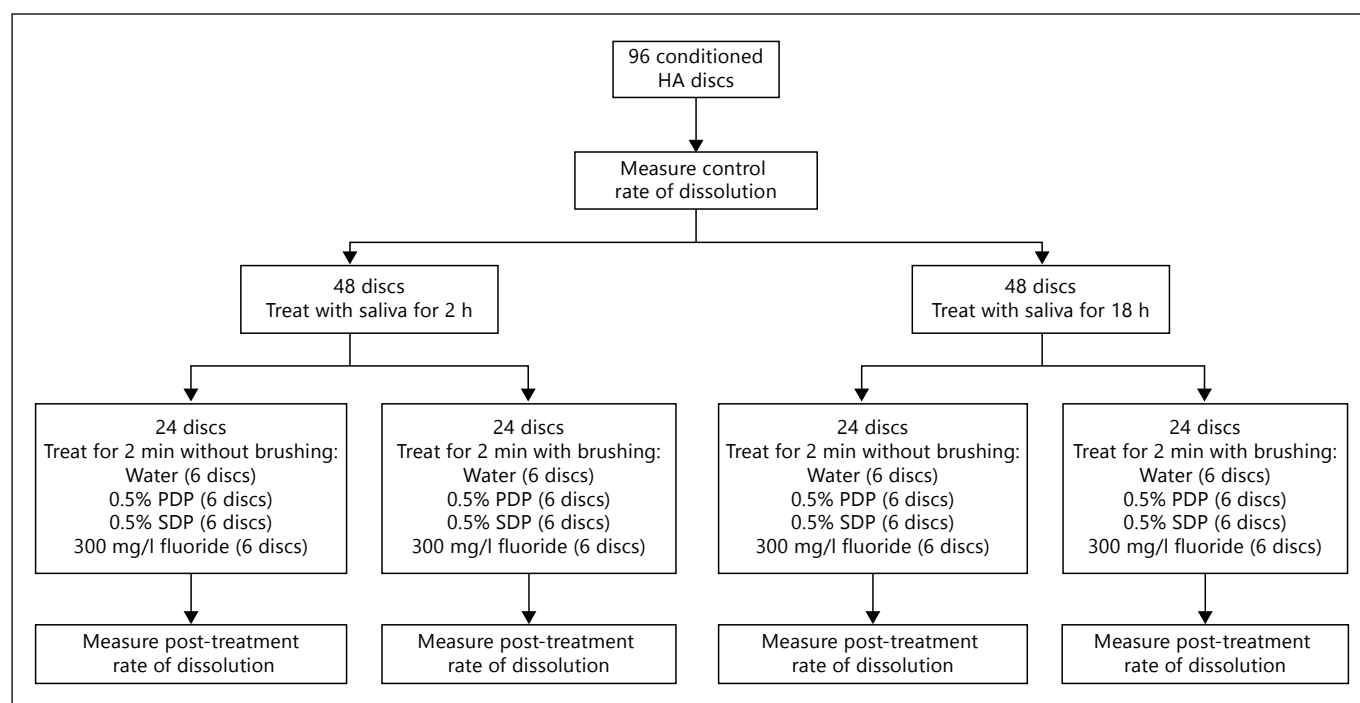 96 conditioned
HA discs
Measure control
rate of dissolution
48 discs
Treat with saliva for 2 h
48 discs
Treat with saliva for 18 h
24 discs
Treat for 2 min without brushing:
Water (6 discs)
0.5% PDP (6 discs)
0.5% SDP (6 discs)
300 mg/l fluoride (6 discs)
24 discs
Treat for 2 min with brushing:
Water (6 discs)
0.5% PDP (6 discs)
0.5% SDP (6 discs)
300 mg/l fluoride (6 discs)
24 discs
Treat for 2 min without brushing:
Water (6 discs)
0.5% PDP (6 discs)
0.5% SDP (6 discs)
300 mg/l fluoride (6 discs)
24 discs
Treat for 2 min with brushing:
Water (6 discs)
0.5% PDP (6 discs)
0.5% SDP (6 discs)
300 mg/l fluoride (6 discs)
Measure post-treatment
rate of dissolution
Measure post-treatment
rate of dissolution
Measure post-treatment
rate of dissolution
Measure post-treatment
rate of dissolution